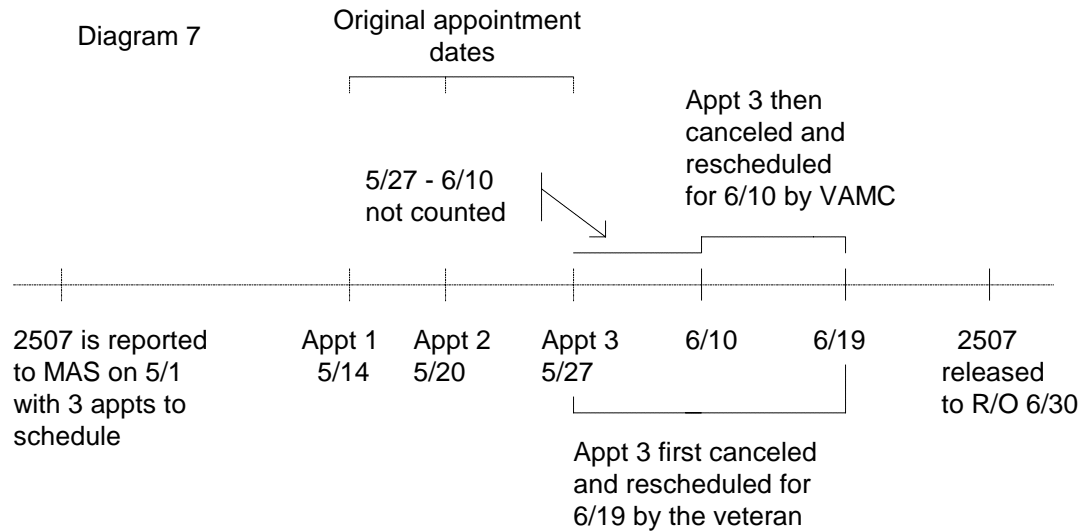 Diagram 7
Original appointment
dates
Appt 3 then
canceled and
rescheduled
for 6/10 by VAMC
5/27 - 6/10
not counted
2507 is reported
to MAS on 5/1
with 3 appts to
schedule
Appt 1
5/14
Appt 2
5/20
Appt 3
5/27
6/10
6/19
2507
released
to R/O 6/30
Appt 3 first canceled
and rescheduled for
6/19 by the veteran